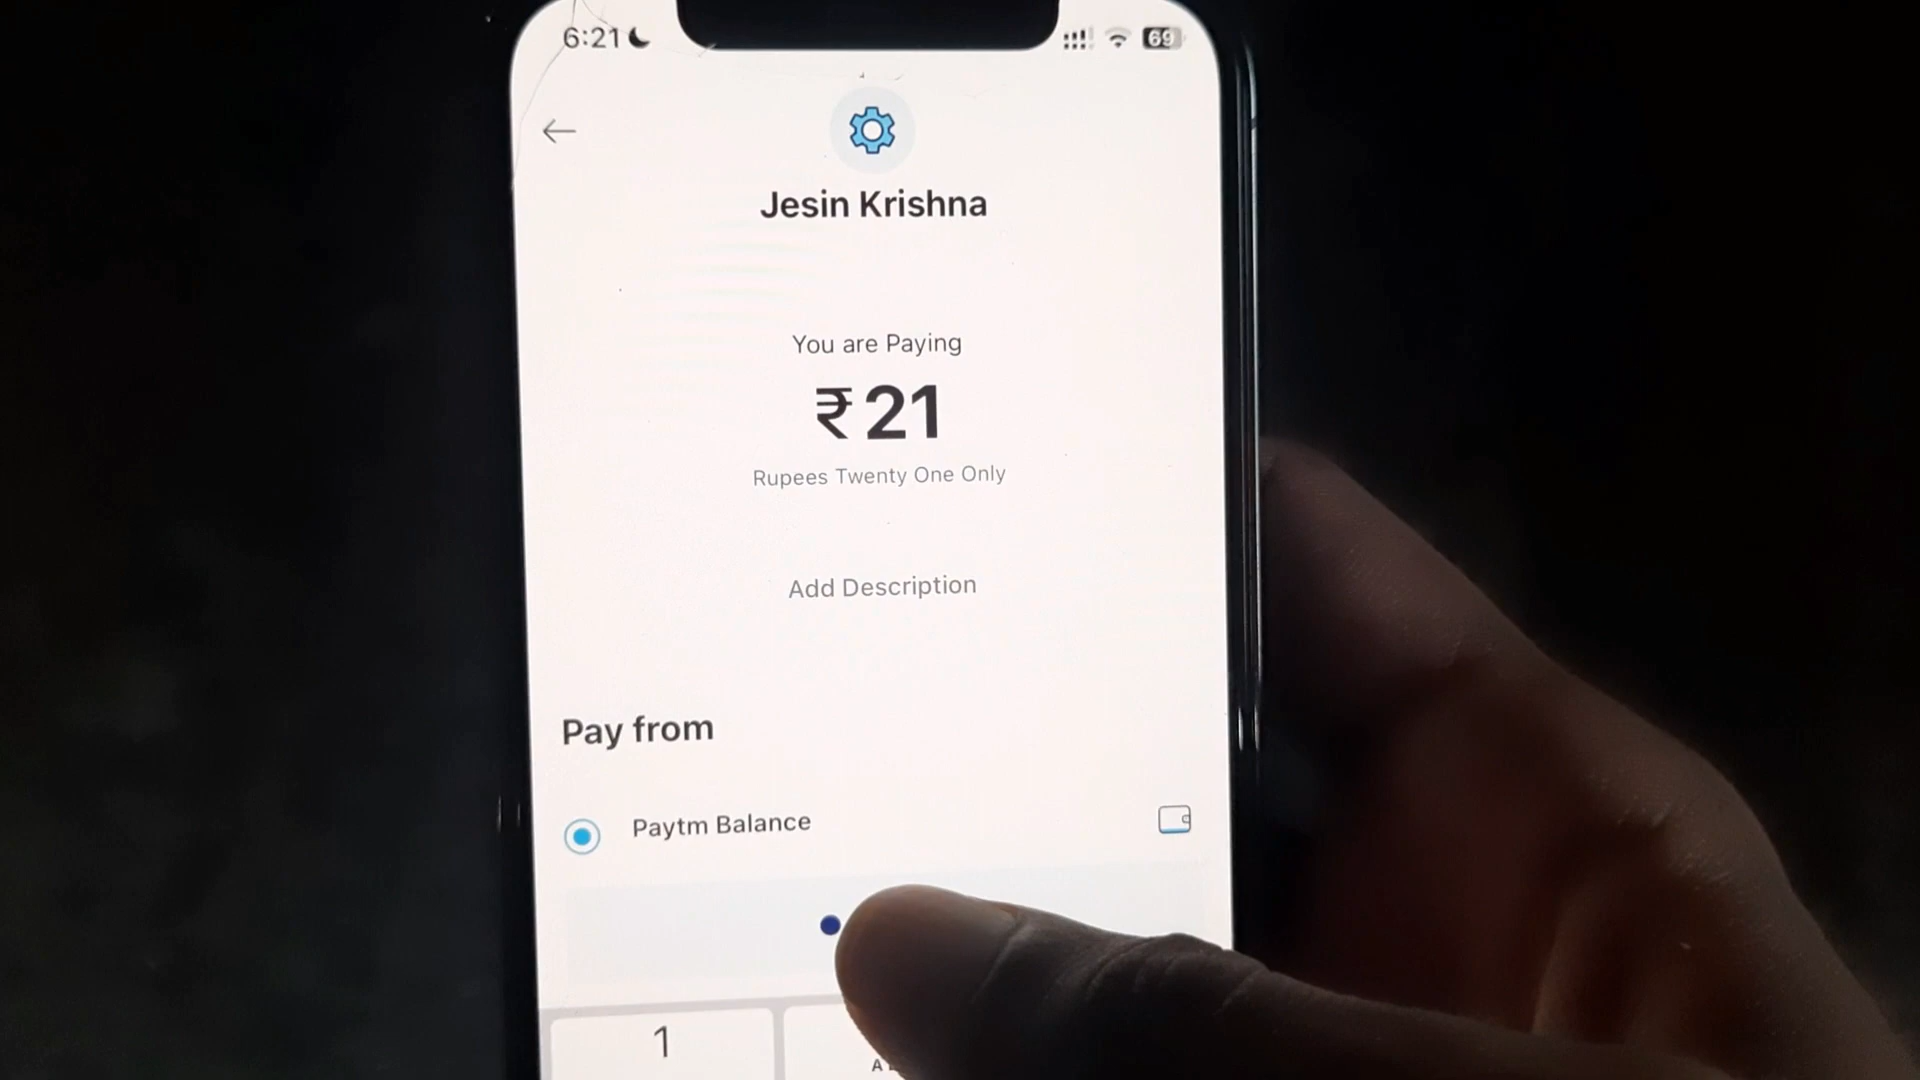 6:21
69
Jesin Krishna
You are Paying
₹21
Rupees Twenty One Only
Add Description
Pay from
Paytm Balance
1
A